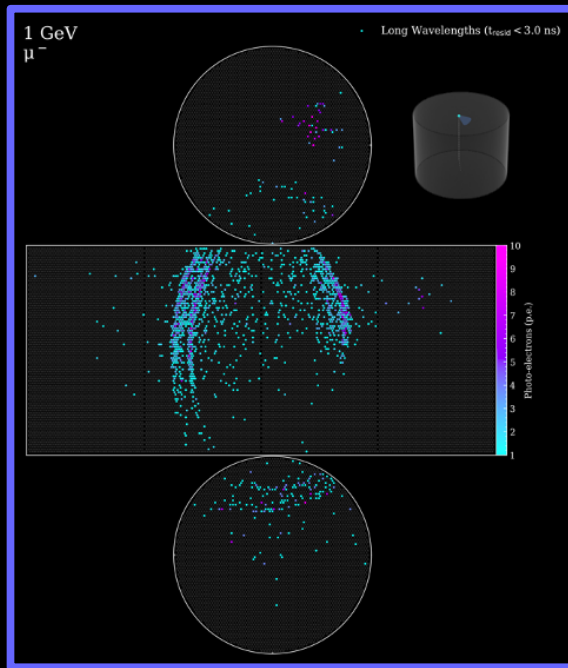 1 GeV
μ⁻
Long Wavelengths (t_resid < 3.0 ns)
10
9
8
7
6
5
4
3
2
1
Photo-electrons (p.e.)